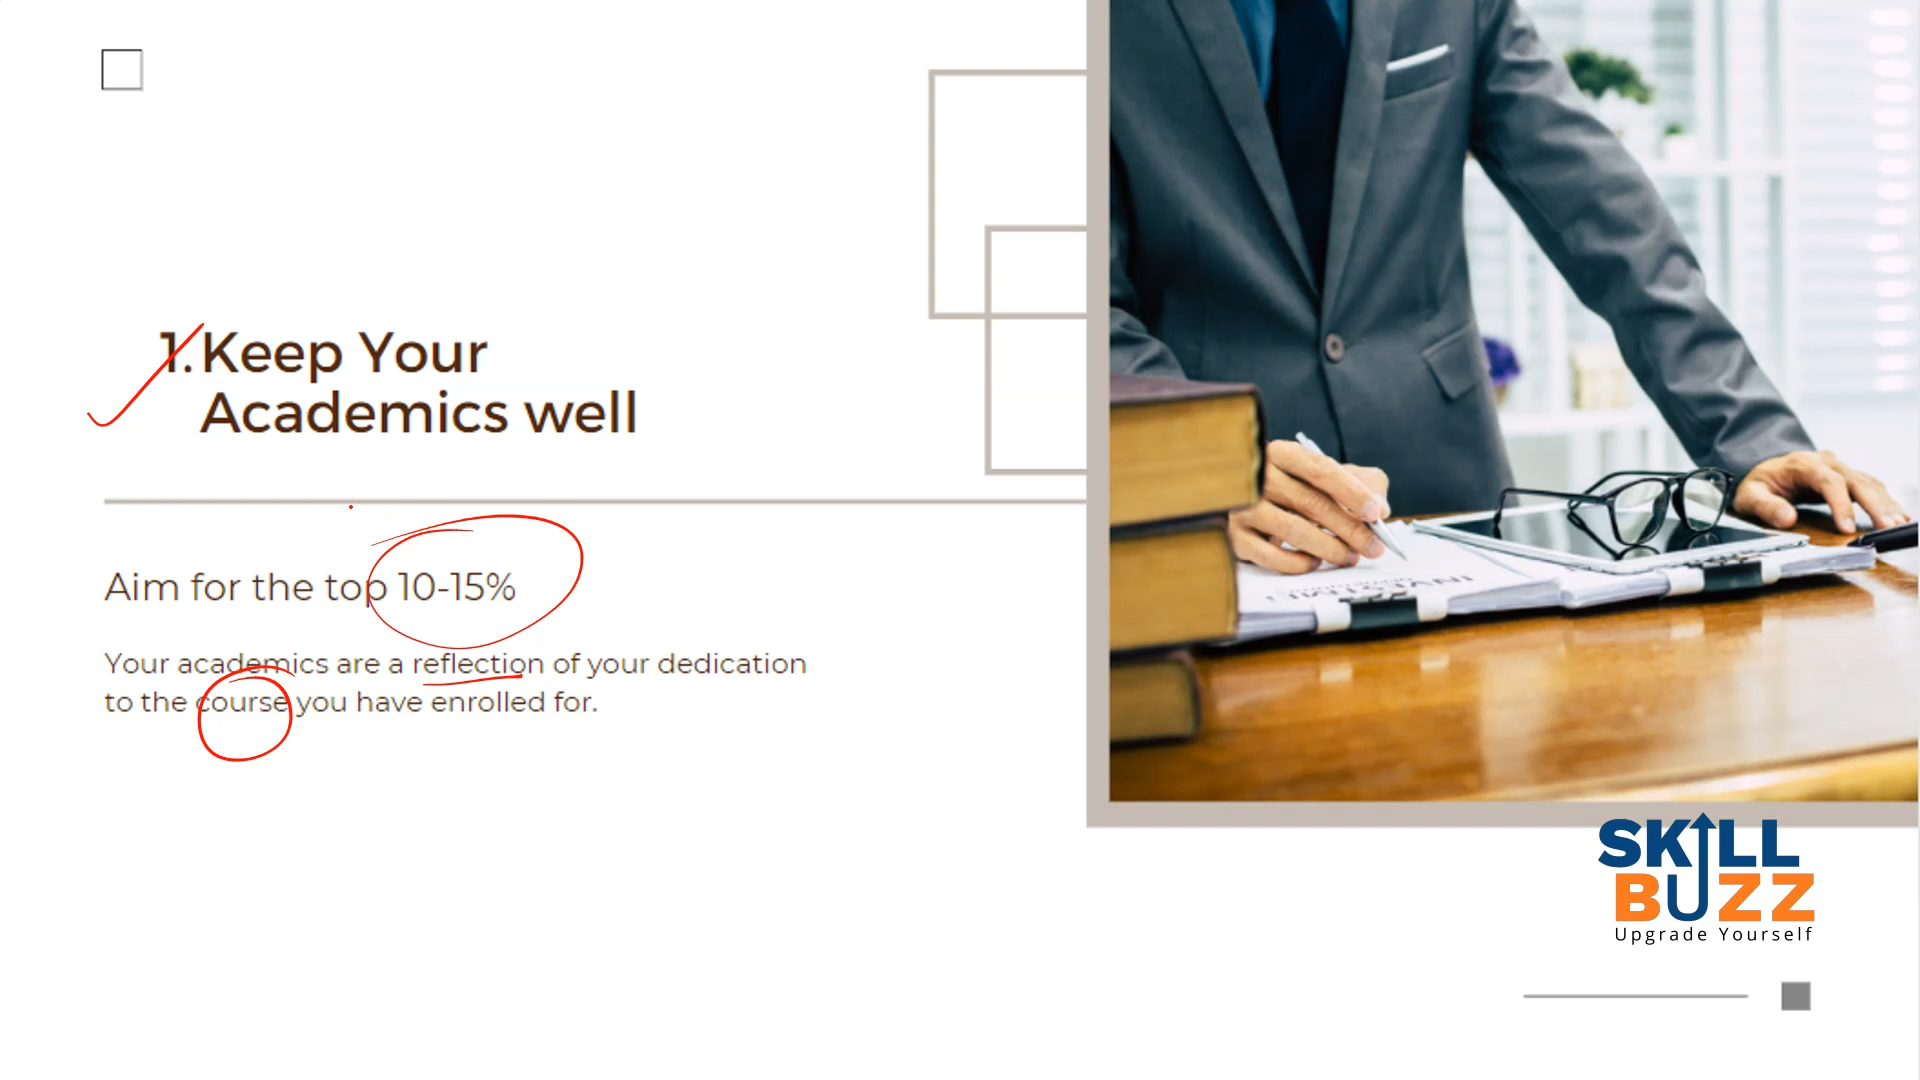 1. Keep Your
Academics well
Aim for the top 10-15%
Your academics are a reflection of your dedication
to the course you have enrolled for.
SKILL
BUZZ
Upgrade Yourself